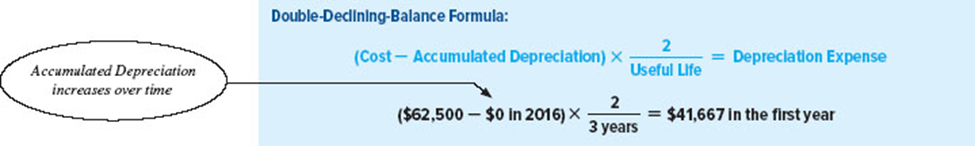 Double-Declining-Balance Formula:
(Cost – Accumulated Depreciation) × 2 / Useful Life = Depreciation Expense
Accumulated Depreciation
increases over time
($62,500 – $0 in 2016) × 2 / 3 years = $41,667 in the first year